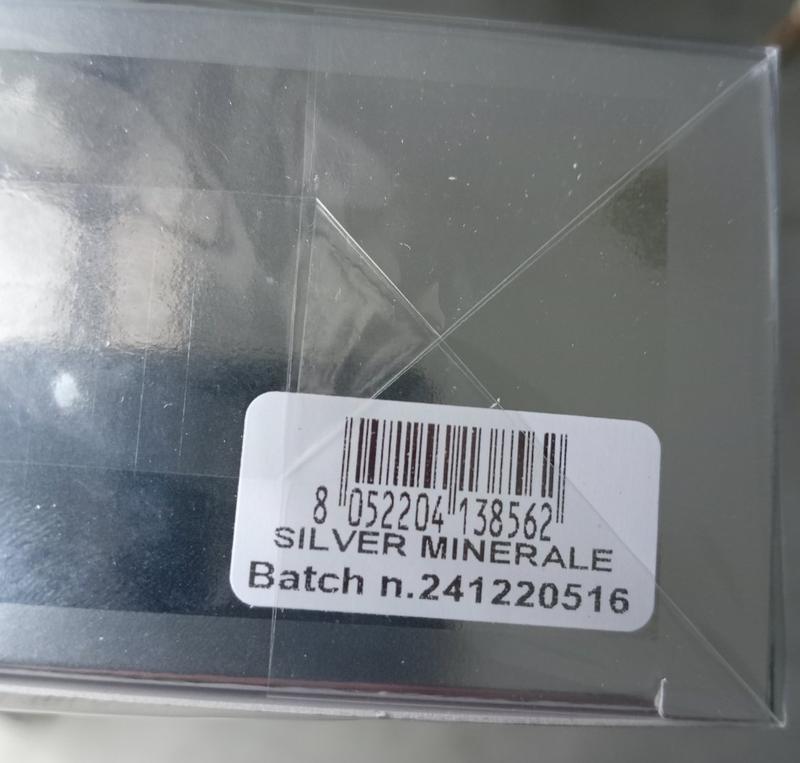 8 052204 138562
SILVER MINERALE
Batch n.241220516